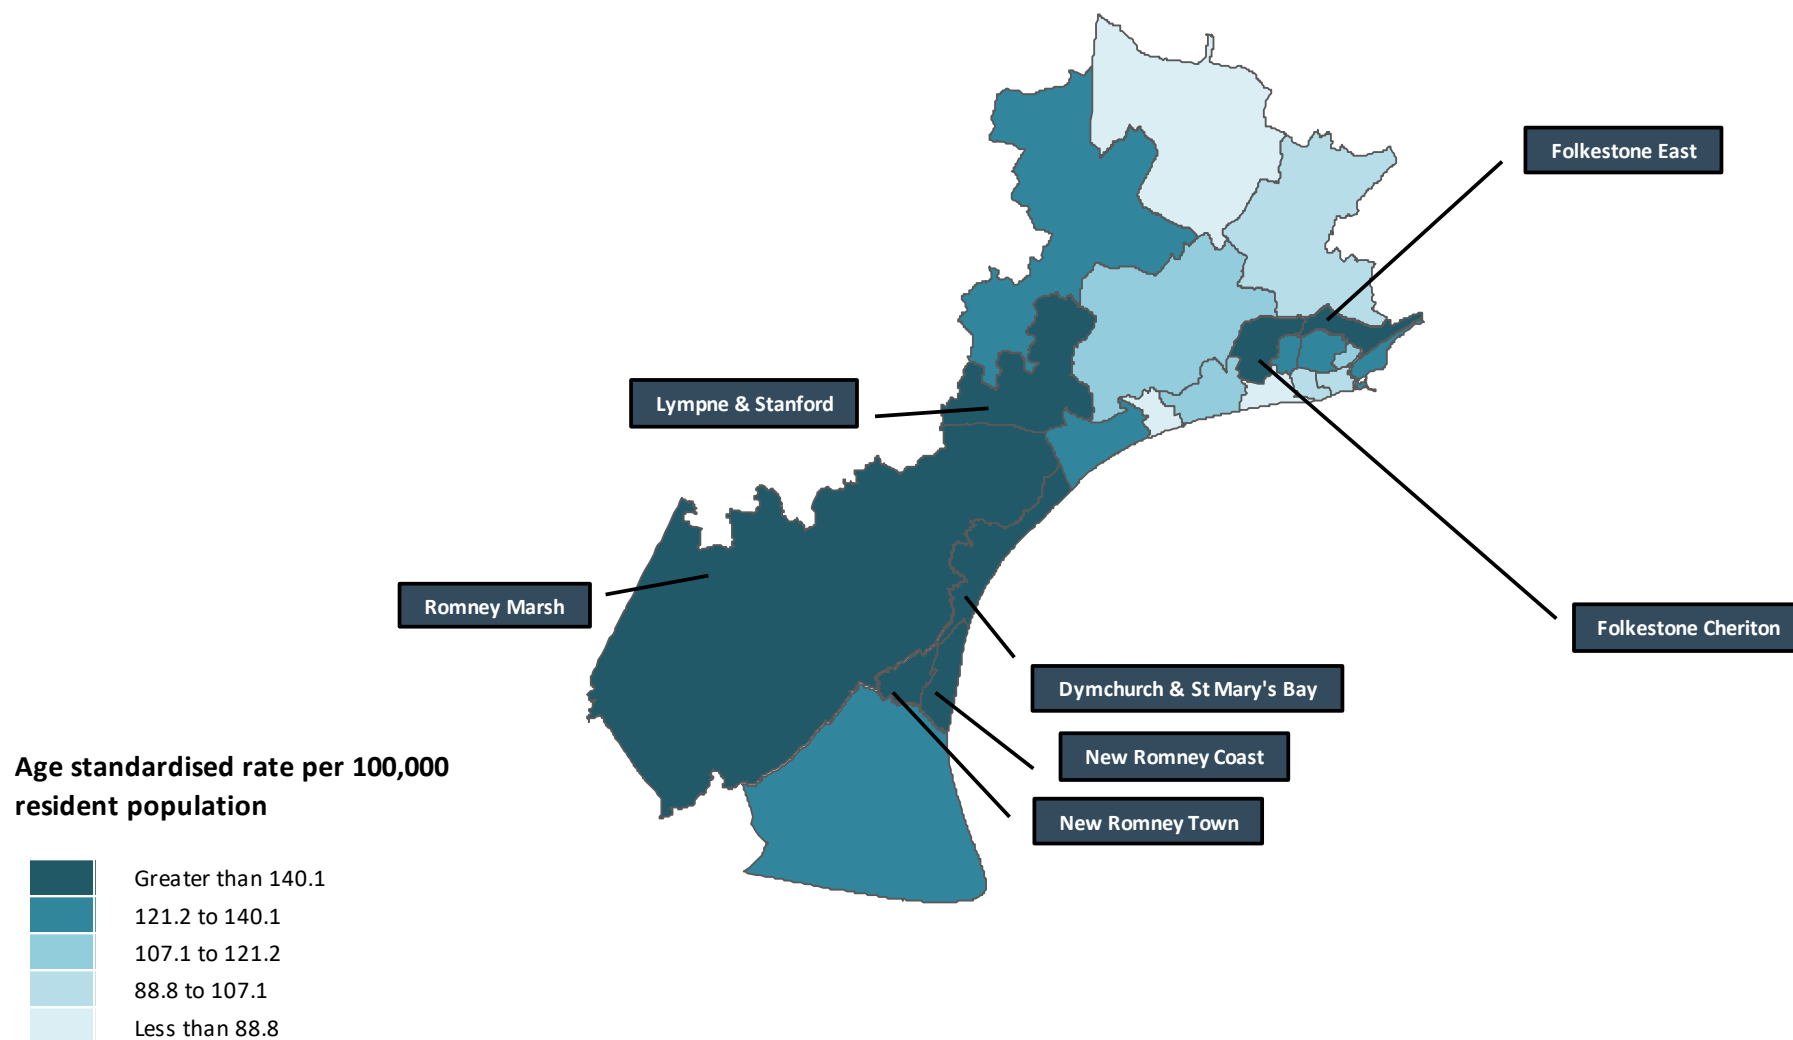 Folkestone East
Lympne & Stanford
Romney Marsh
Folkestone Cheriton
Dymchurch & St Mary's Bay
New Romney Coast
New Romney Town
Age standardised rate per 100,000
resident population
Greater than 140.1
121.2 to 140.1
107.1 to 121.2
88.8 to 107.1
Less than 88.8